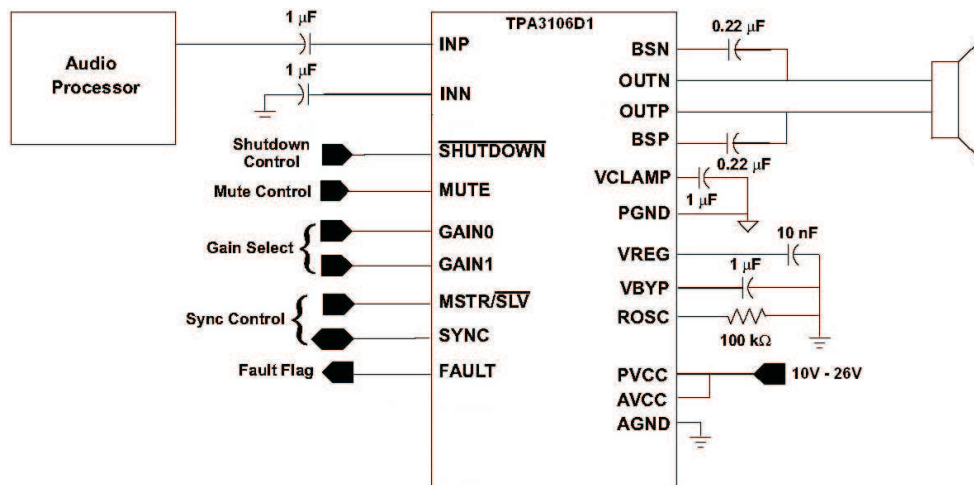 TPA3106D1
Audio
Processor
1 μF
1 μF
INP
INN
Shutdown
Control
SHUTDOWN
Mute Control
MUTE
Gain Select
GAIN0
GAIN1
Sync Control
MSTR/SLV
SYNC
Fault Flag
FAULT
BSN
0.22 μF
OUTN
OUTP
BSP
0.22 μF
VCLAMP
1 μF
PGND
VREG
10 nF
VBYP
1 μF
ROSC
100 kΩ
PVCC
10V - 26V
AVCC
AGND